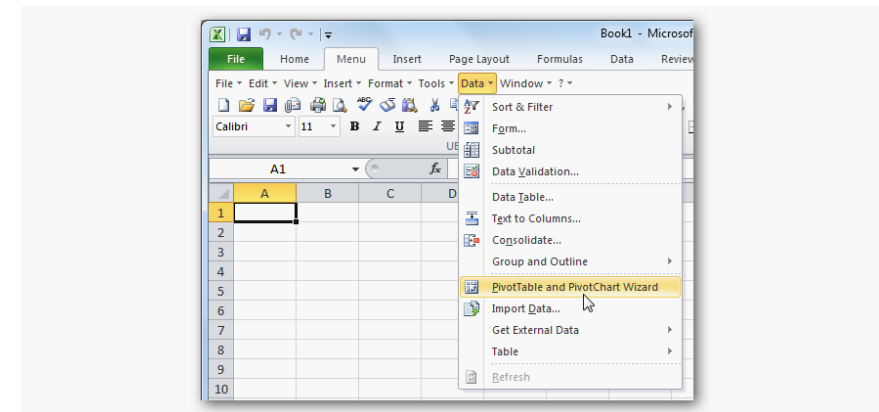 Book1 - Microsof
File Home Menu Insert Page Layout Formulas Data Review
File Edit View Insert Format Tools Data Window ?
Calibri 11 B I U
A1 fx
A B C D
1
2
3
4
5
6
7
8
9
10
Sort & Filter
Form...
Subtotal
Data Validation...
Data Table...
Text to Columns...
Consolidate...
Group and Outline
PivotTable and PivotChart Wizard
Import Data...
Get External Data
Table
Refresh